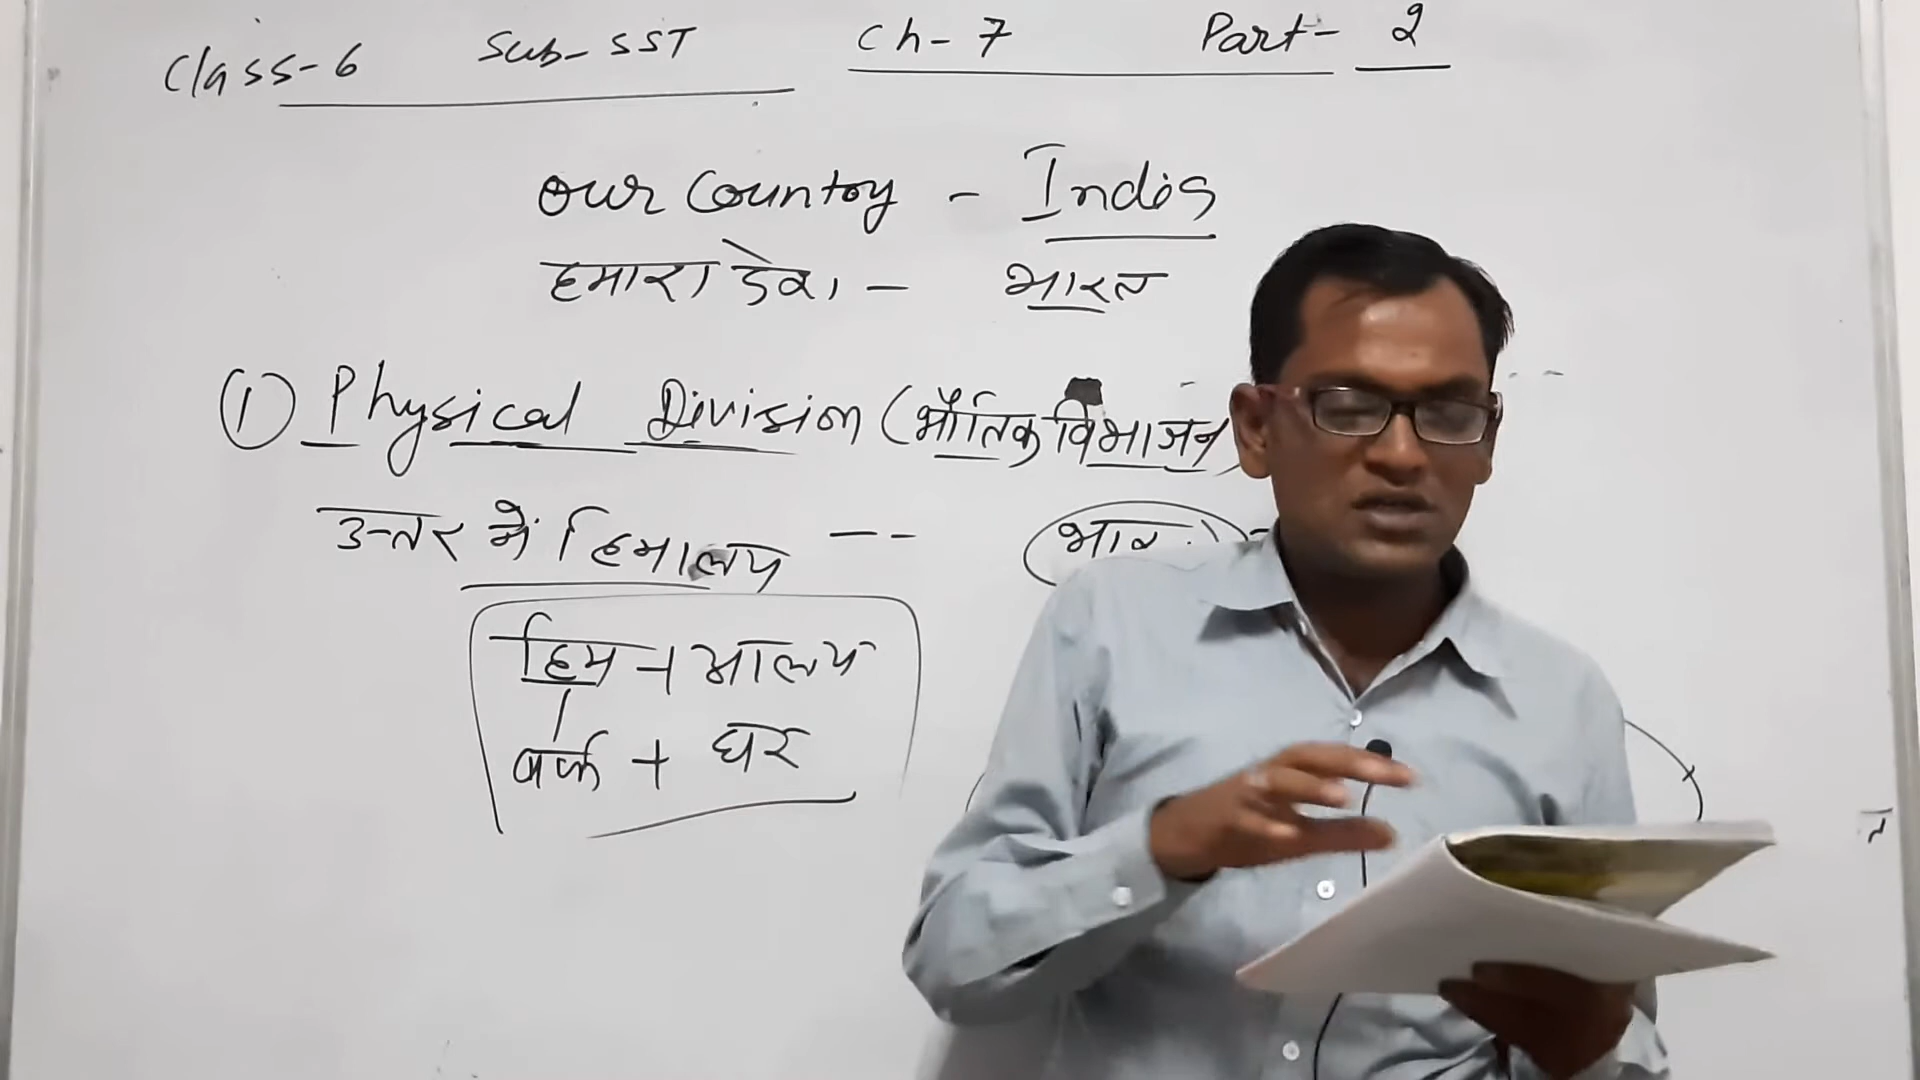 Class-6 Sub-SST Ch-7 Part-2
Our Country - India
हमारा देश - भारत
① Physical Division (भौतिक विभाजन)
उत्तर में हिमालय --
हिम + आलय
बर्फ + घर